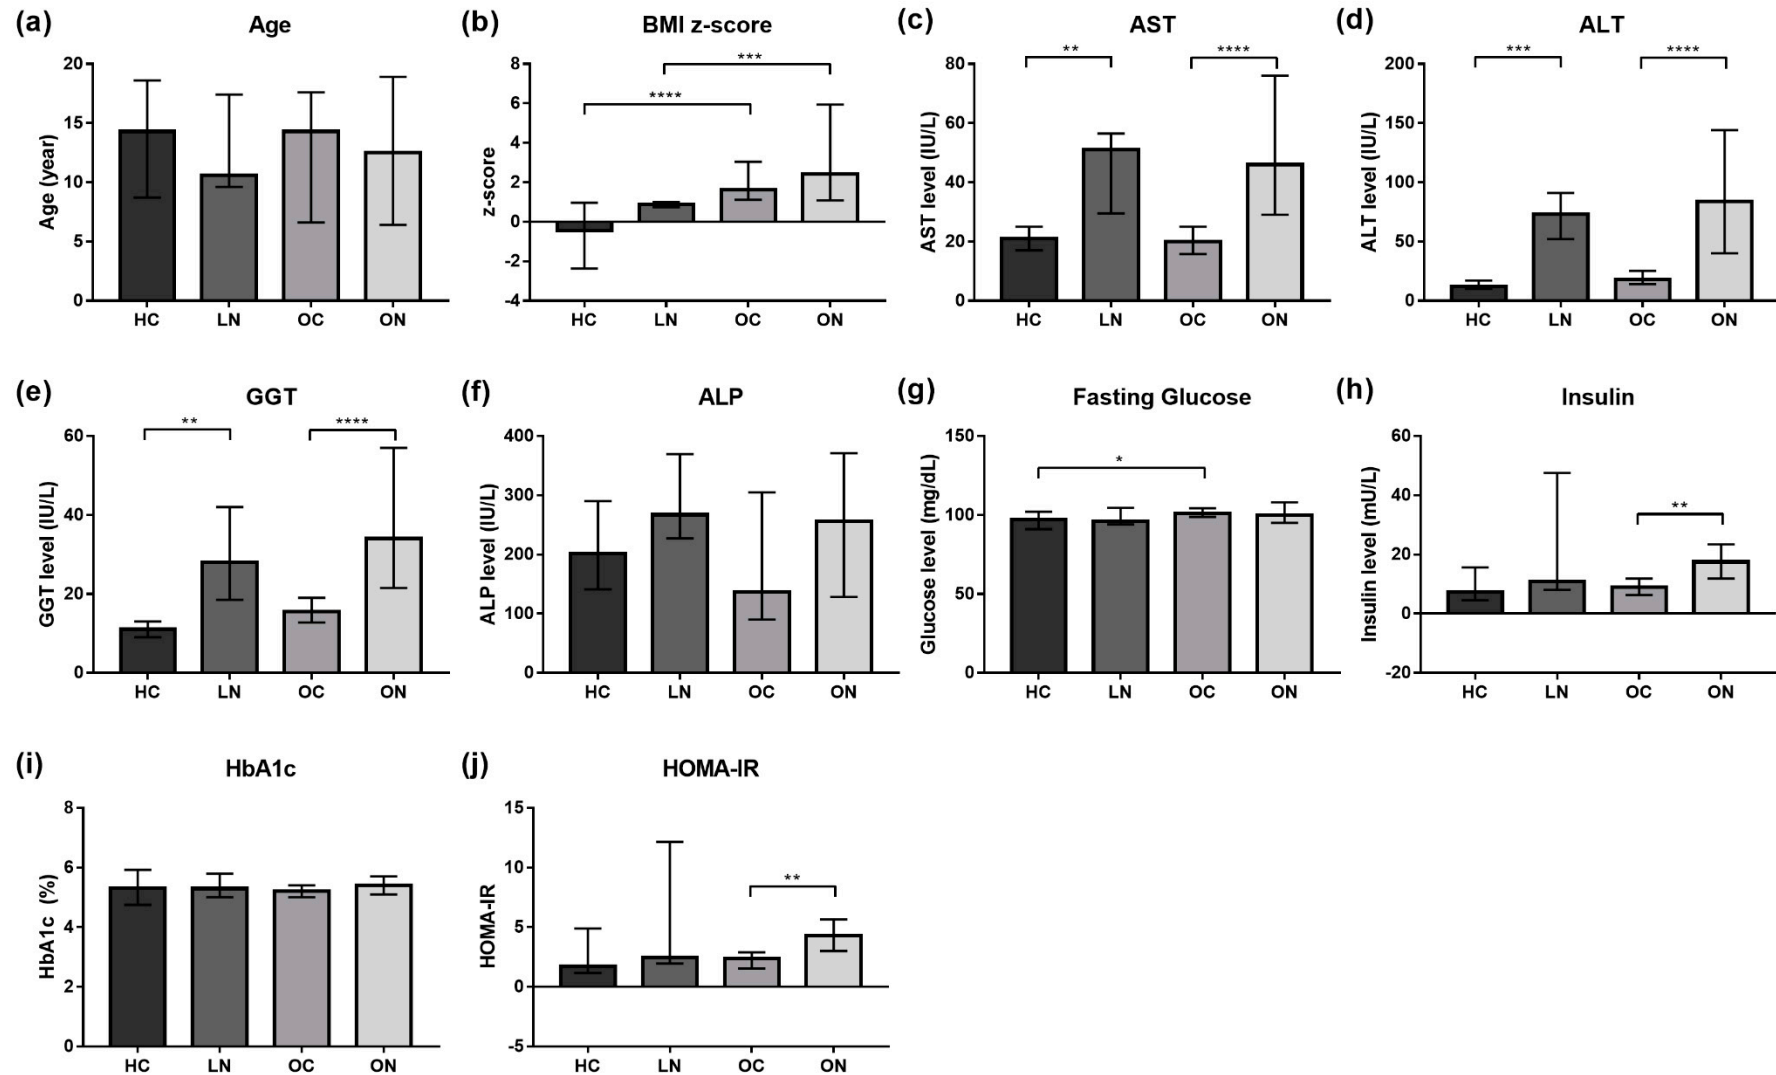 (a) Age
20
15
10
5
0
Age (year)
HC LN OC ON
(b) BMI z-score
8
6
4
2
0
-2
-4
z-score
*** 
****
HC LN OC ON
(c) AST
80
60
40
20
0
AST level (IU/L)
** ****
HC LN OC ON
(d) ALT
200
150
100
50
0
ALT level (IU/L)
*** ****
HC LN OC ON
(e) GGT
60
40
20
0
GGT level (IU/L)
** ****
HC LN OC ON
(f) ALP
400
300
200
100
0
ALP level (IU/L)
HC LN OC ON
(g) Fasting Glucose
150
100
50
0
Glucose level (mg/dL)
*
HC LN OC ON
(h) Insulin
60
40
20
0
-20
Insulin level (mU/L)
**
HC LN OC ON
(i) HbA1c
8
6
4
2
0
HbA1c (%)
HC LN OC ON
(j) HOMA-IR
15
10
5
0
-5
HOMA-IR
**
HC LN OC ON